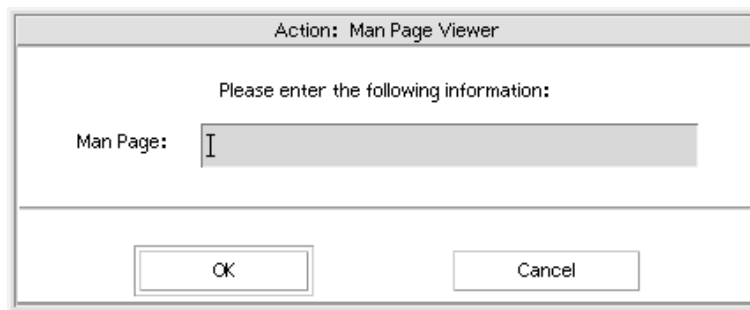 Action: Man Page Viewer
Please enter the following information:
Man Page:
OK
Cancel